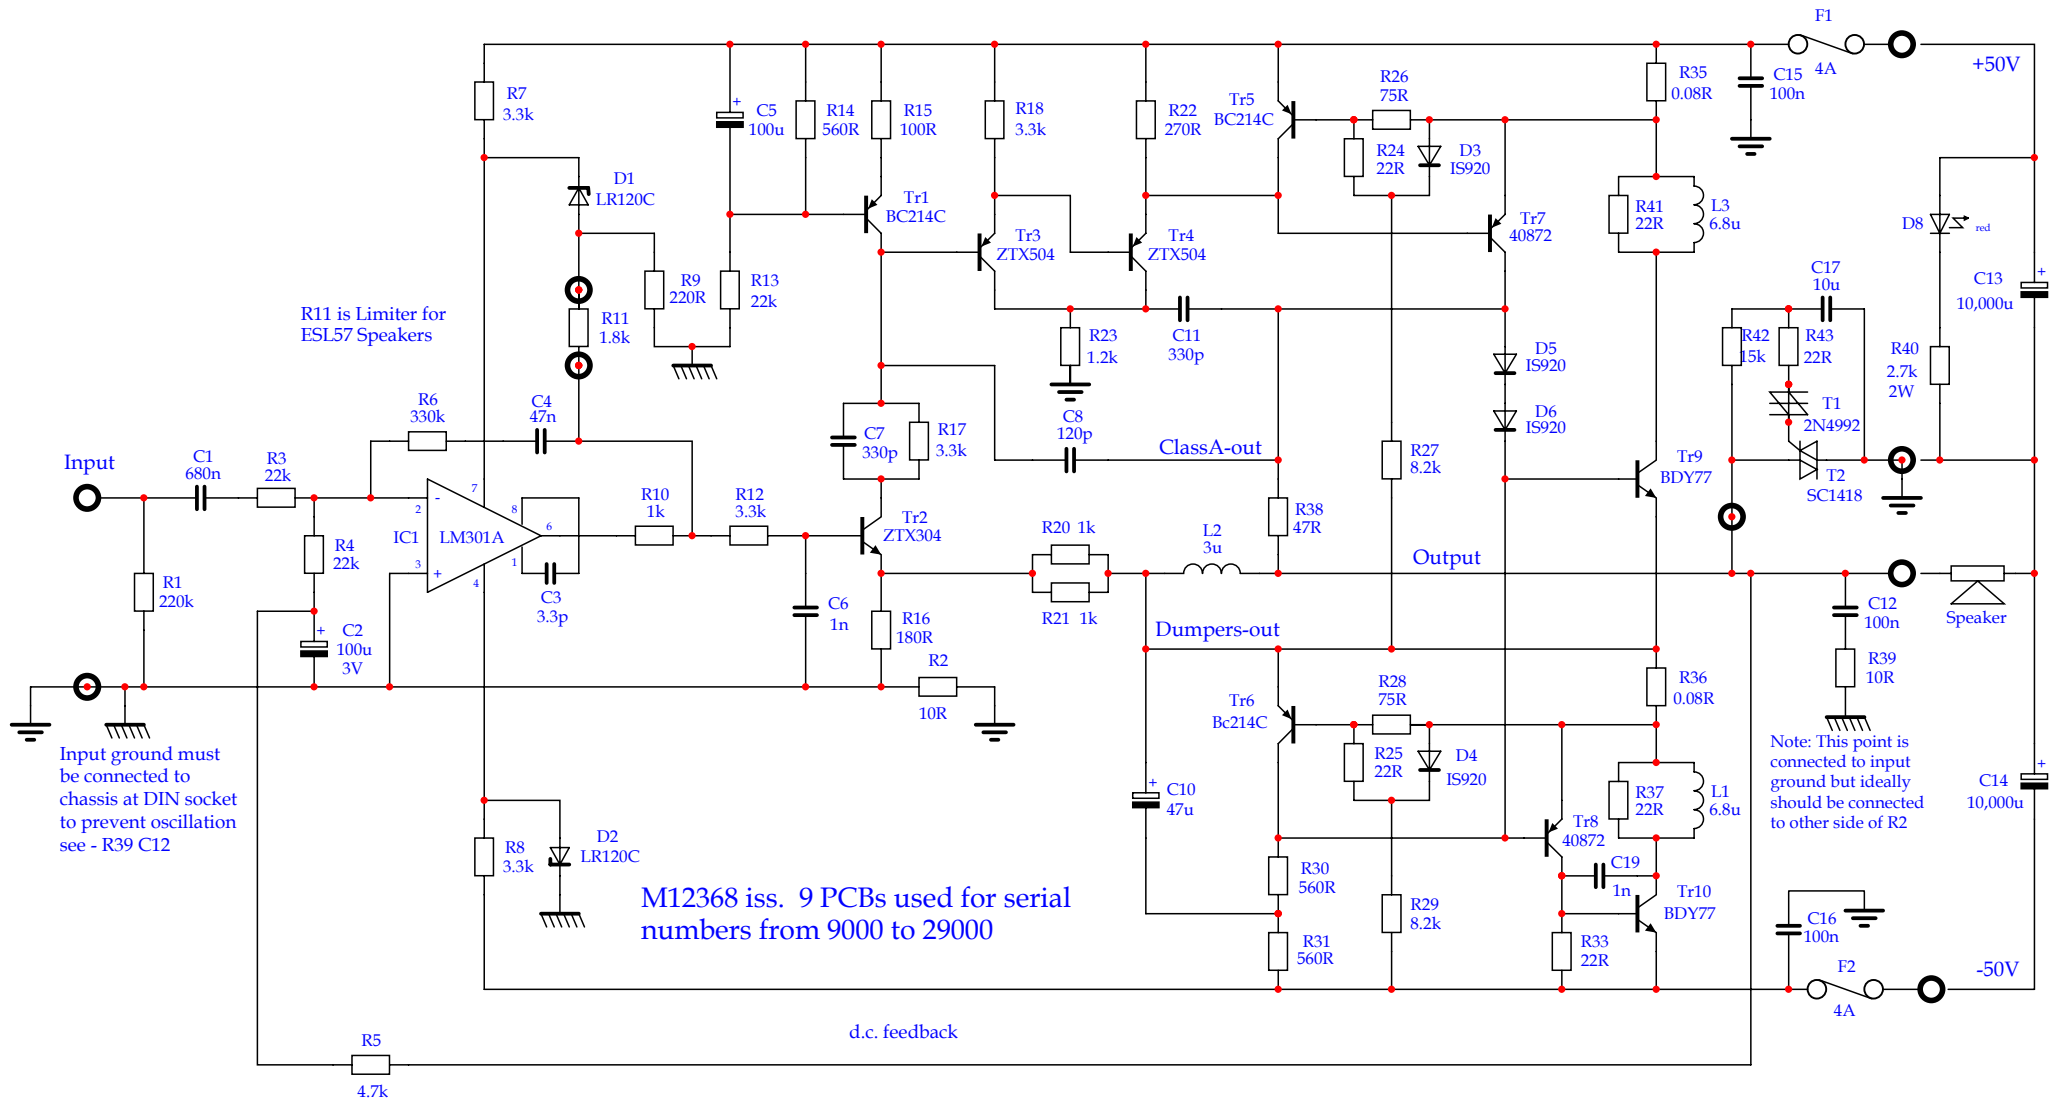 F1
4A
+50V
R7
3.3k
C5
+
100u
R14
560R
R15
100R
R18
3.3k
R22
270R
Tr5
BC214C
R26
75R
R24
22R
D3
IS920
R35
0.08R
C15
100n
D1
LR120C
Tr1
BC214C
Tr3
ZTX504
Tr4
ZTX504
Tr7
40872
R41
22R
L3
6.8u
D8
red
R9
220R
R13
22k
R11
1.8k
R11 is Limiter for
ESL57 Speakers
R23
1.2k
C11
330p
D5
IS920
D6
IS920
C17
10u
R42
15k
R43
22R
T1
2N4992
T2
SC1418
R40
2.7k
2W
C13
+
10,000u
R6
330k
C4
47n
C7
330p
R17
3.3k
C8
120p
ClassA-out
R27
8.2k
Tr9
BDY77
Input
C1
680n
R3
22k
R4
22k
R1
220k
C2
+
100u
3V
IC1
LM301A
-
+
2
3
7
4
8
1
6
C3
3.3p
R10
1k
R12
3.3k
Tr2
ZTX304
C6
1n
R16
180R
R2
10R
R20 1k
R21 1k
L2
3u
R38
47R
Output
Dumpers-out
Speaker
C12
100n
R39
10R
Note: This point is
connected to input
ground but ideally
should be connected
to other side of R2
Input ground must
be connected to
chassis at DIN socket
to prevent oscillation
see - R39 C12
Tr6
Bc214C
R28
75R
R25
22R
D4
IS920
R36
0.08R
R37
22R
L1
6.8u
C10
+
47u
Tr8
40872
C19
1n
Tr10
BDY77
C14
+
10,000u
R8
3.3k
D2
LR120C
R30
560R
R31
560R
R29
8.2k
R33
22R
C16
100n
M12368 iss. 9 PCBs used for serial
numbers from 9000 to 29000
F2
4A
-50V
d.c. feedback
R5
4.7k